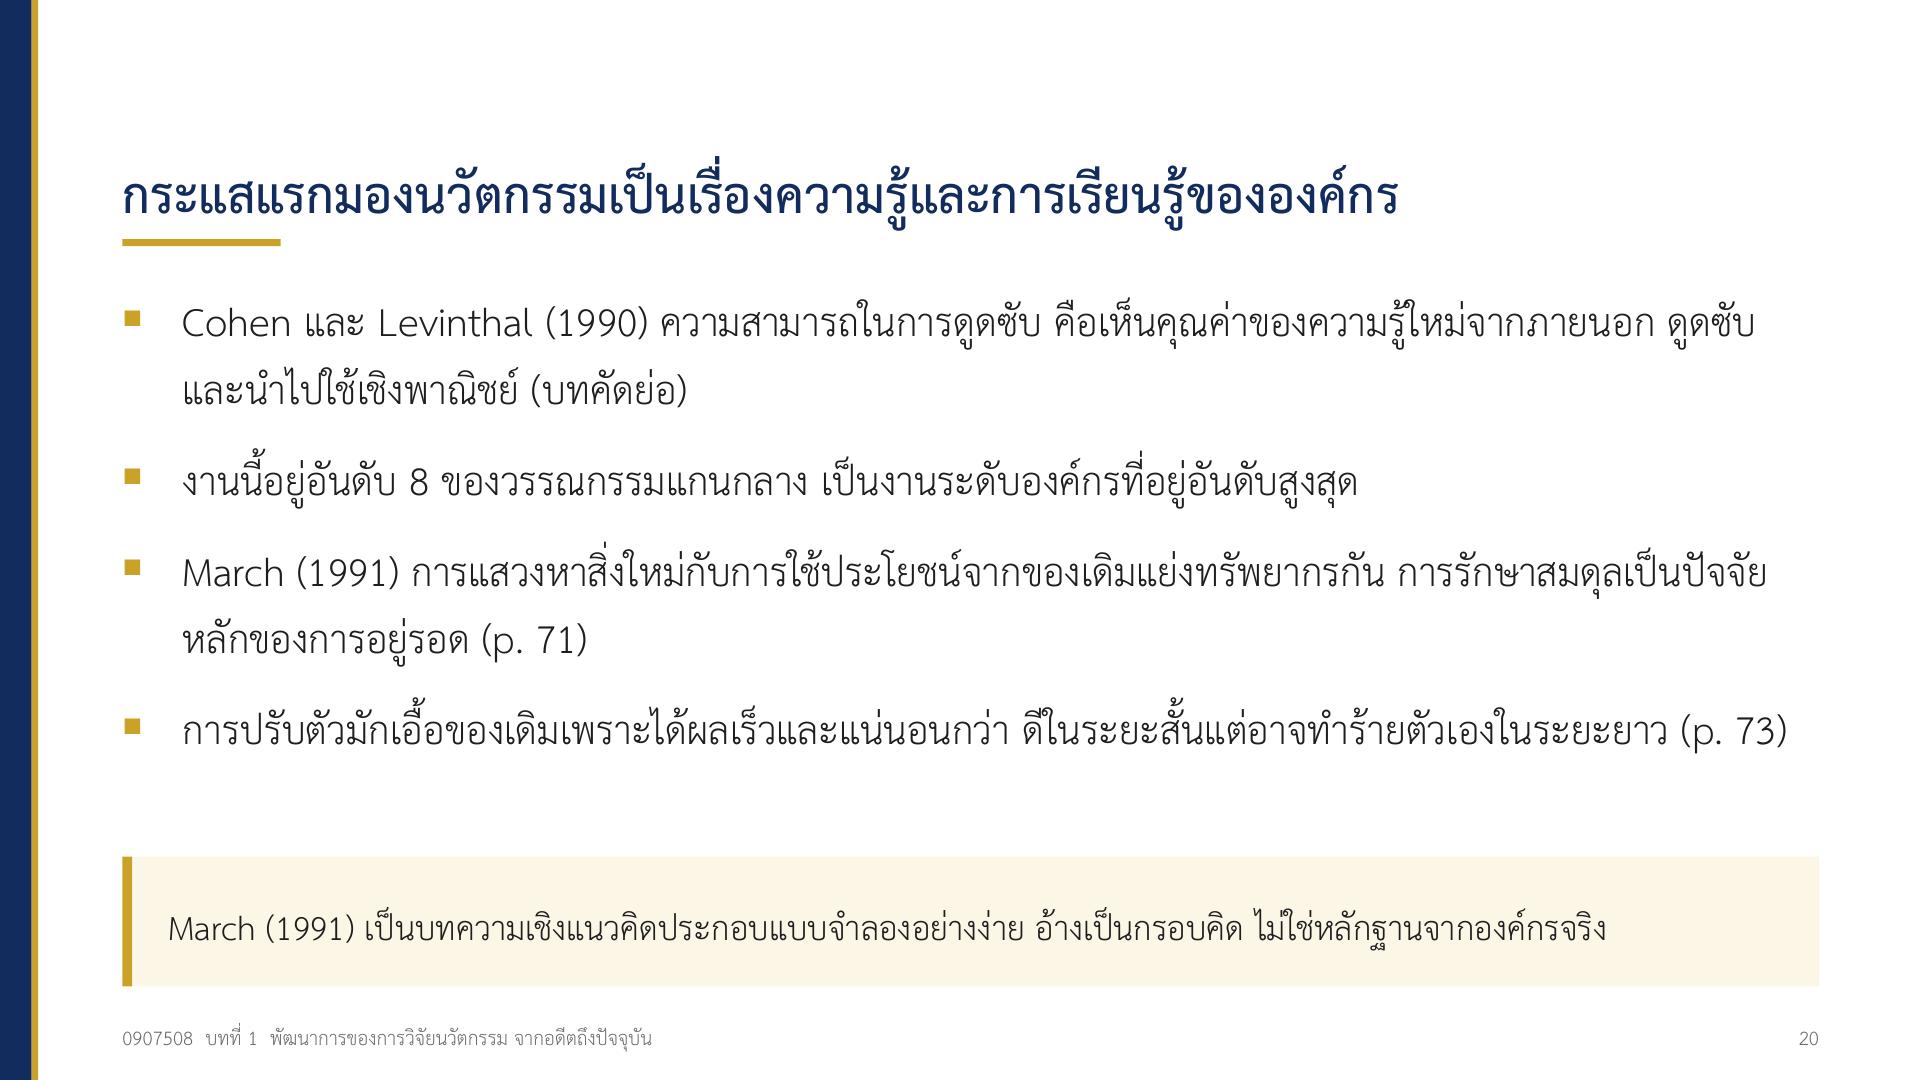 กระแสแรกมองนวัตกรรมเป็นเรื่องความรู้และการเรียนรู้ขององค์กร
Cohen และ Levinthal (1990) ความสามารถในการดูดซับ คือเห็นคุณค่าของความรู้ใหม่จากภายนอก ดูดซับ
และนำไปใช้เชิงพาณิชย์ (บทคัดย่อ)
งานนี้อยู่อันดับ 8 ของวรรณกรรมแกนกลาง เป็นงานระดับองค์กรที่อยู่อันดับสูงสุด
March (1991) การแสวงหาสิ่งใหม่กับการใช้ประโยชน์จากของเดิมแย่งทรัพยากรกัน การรักษาสมดุลเป็นปัจจัย
หลักของการอยู่รอด (p. 71)
การปรับตัวมักเอื้อของเดิมเพราะได้ผลเร็วและแน่นอนกว่า ดีในระยะสั้นแต่อาจทำร้ายตัวเองในระยะยาว (p. 73)
March (1991) เป็นบทความเชิงแนวคิดประกอบแบบจำลองอย่างง่าย อ้างเป็นกรอบคิด ไม่ใช่หลักฐานจากองค์กรจริง
0907508 บทที่ 1 พัฒนาการของการวิจัยนวัตกรรม จากอดีตถึงปัจจุบัน
20